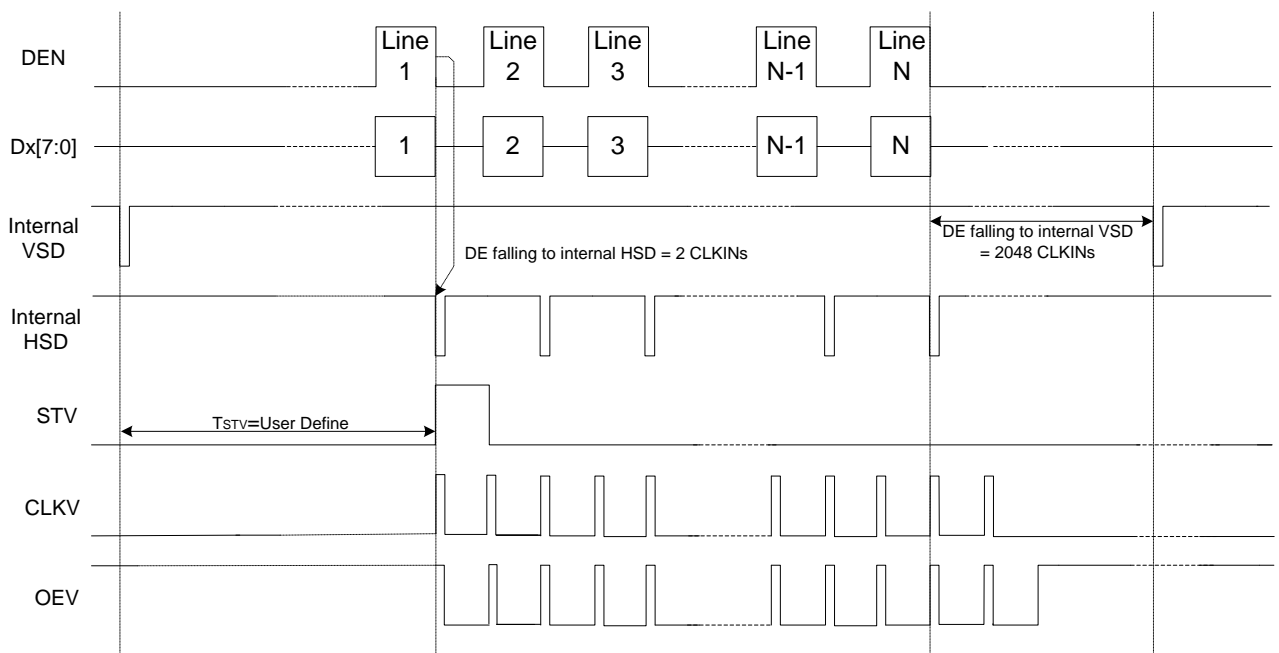 DEN
Line
1
Line
2
Line
3
Line
N-1
Line
N
Dx[7:0]
1
2
3
N-1
N
Internal
VSD
DE falling to internal HSD = 2 CLKINs
DE falling to internal VSD
= 2048 CLKINs
Internal
HSD
STV
TSTV=User Define
CLKV
OEV